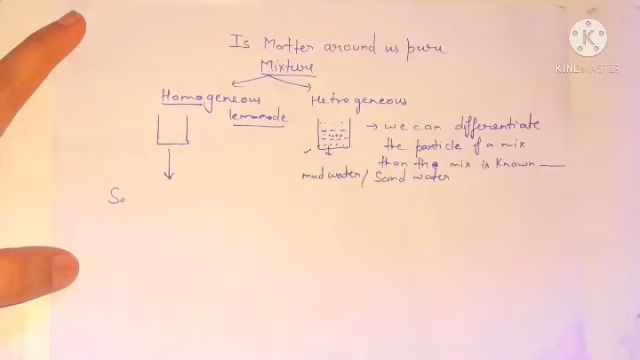 Is Matter around us pure
Mixture
Homogeneous
Hetrogeneous
lemonade
→ we can differentiate
the particle of a mix
than the mix is known
mud water / Sand water
So
K
KINEMASTER